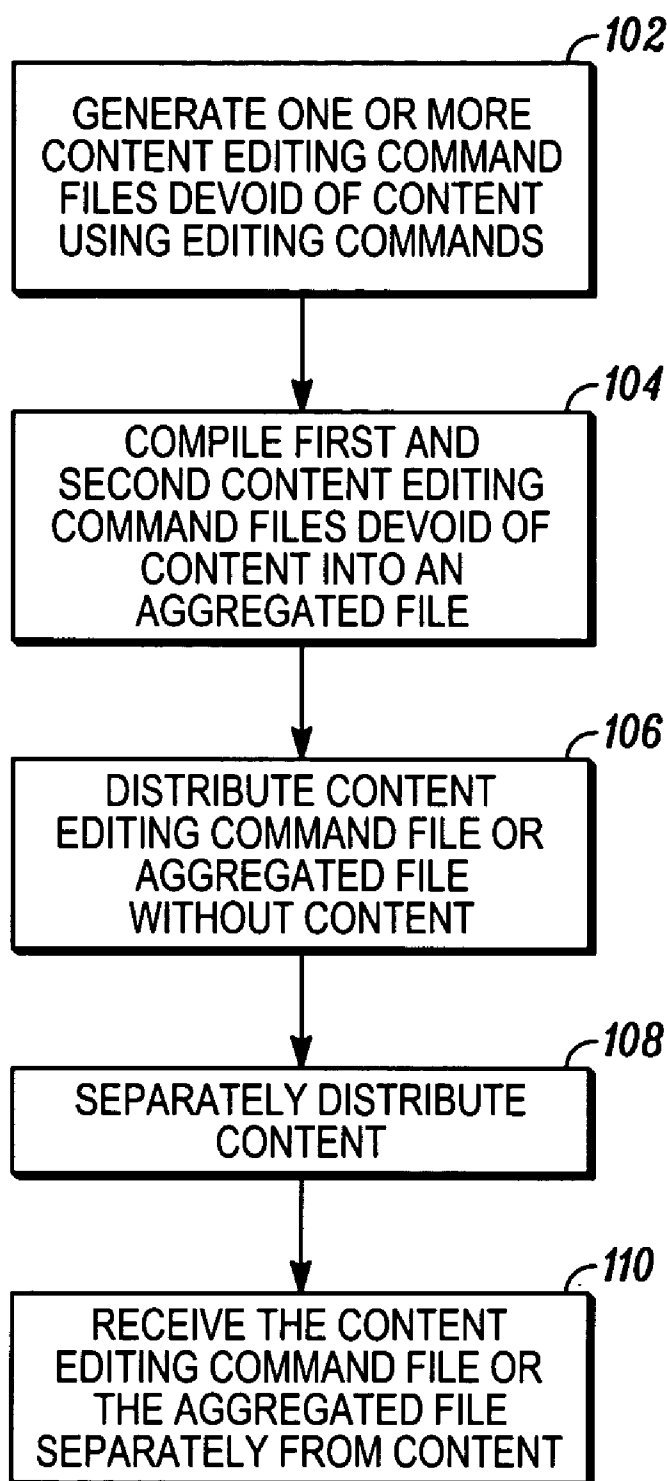 102
GENERATE ONE OR MORE
CONTENT EDITING COMMAND
FILES DEVOID OF CONTENT
USING EDITING COMMANDS
104
COMPILE FIRST AND
SECOND CONTENT EDITING
COMMAND FILES DEVOID OF
CONTENT INTO AN
AGGREGATED FILE
106
DISTRIBUTE CONTENT
EDITING COMMAND FILE OR
AGGREGATED FILE
WITHOUT CONTENT
108
SEPARATELY DISTRIBUTE
CONTENT
110
RECEIVE THE CONTENT
EDITING COMMAND FILE OR
THE AGGREGATED FILE
SEPARATELY FROM CONTENT